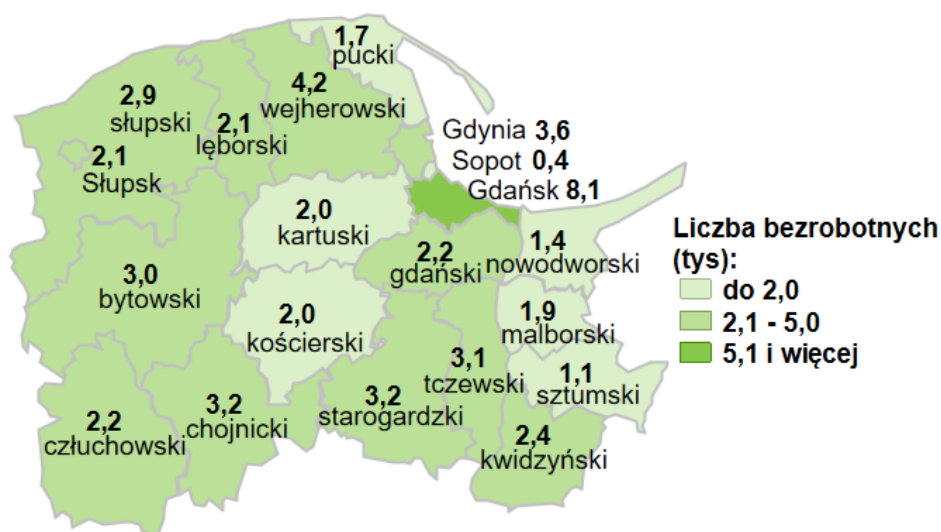 1,7
pucki
4,2
wejherowski
2,9
słupski
2,1
lęborski
2,1
Słupsk
Gdynia 3,6
Sopot 0,4
Gdańsk 8,1
2,0
kartuski
2,2
gdański
1,4
nowodworski
3,0
bytowski
2,0
kościerski
1,9
malborski
3,1
tczewski
1,1
sztumski
2,2
człuchowski
3,2
chojnicki
3,2
starogardzki
2,4
kwidzyński
Liczba bezrobotnych
(tys):
do 2,0
2,1 - 5,0
5,1 i więcej